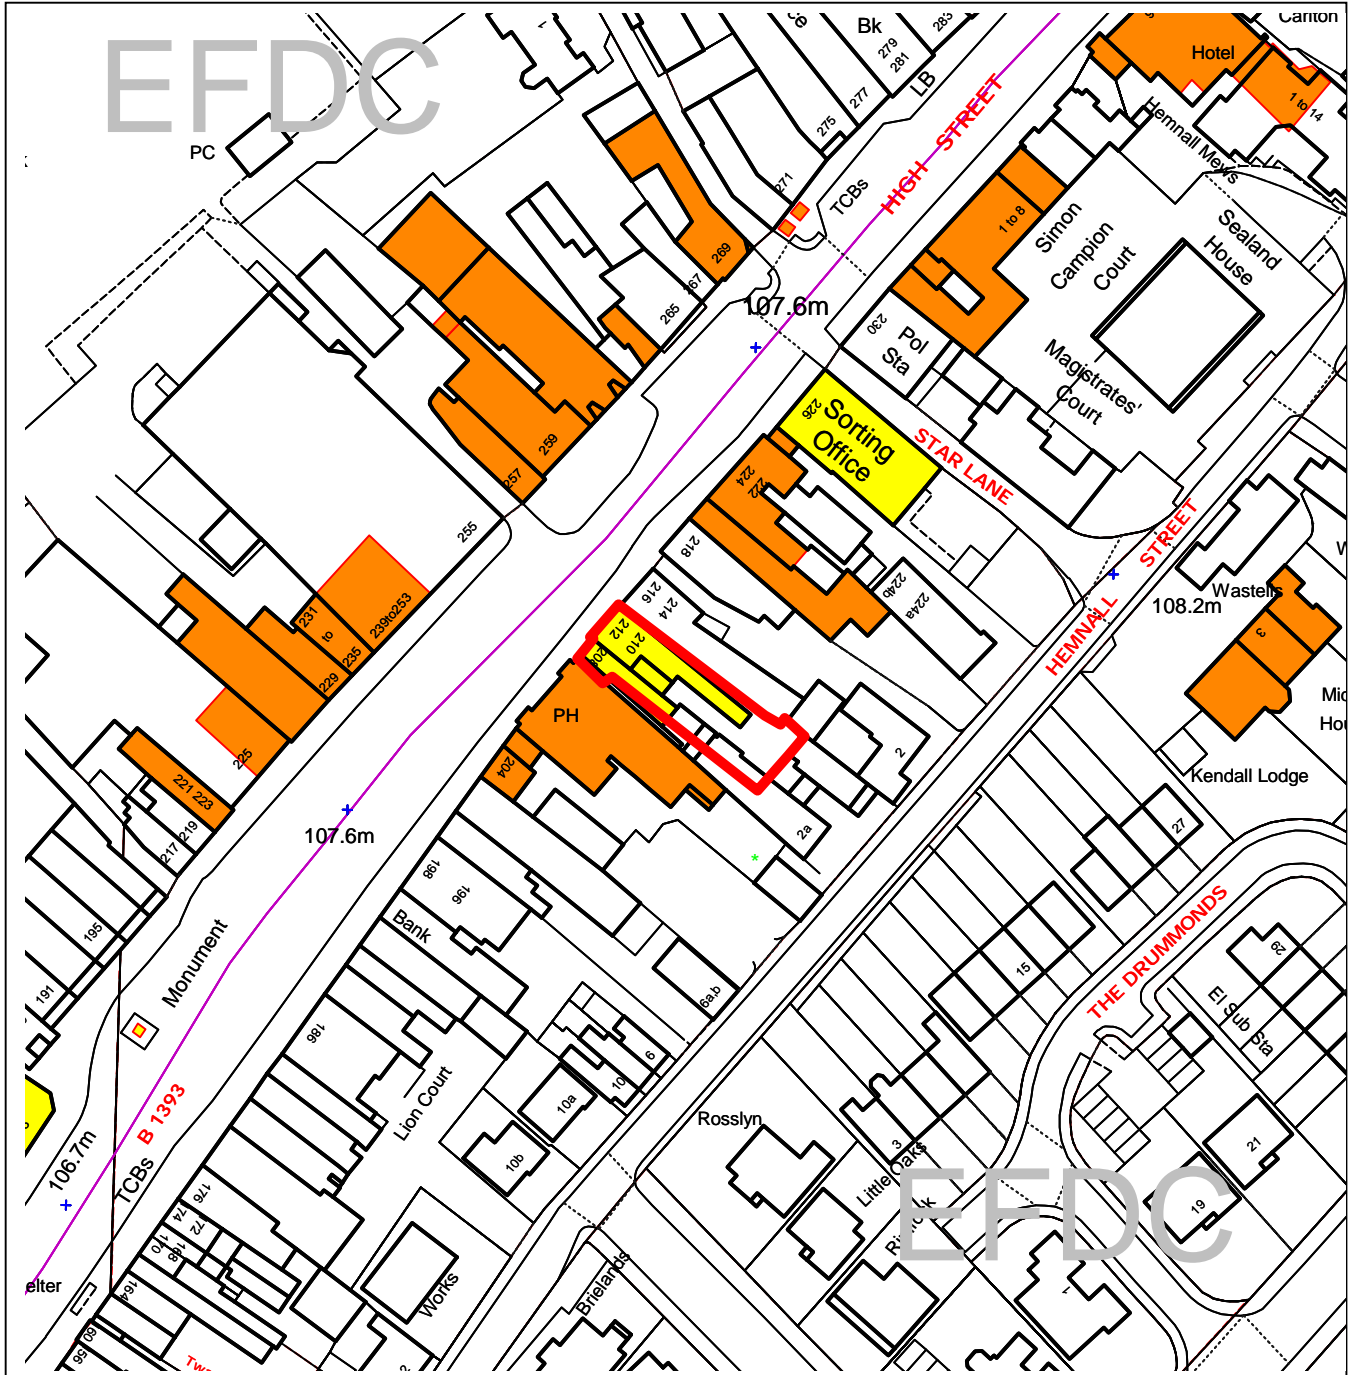 EFDC
Bk
279
281
283
LB
277
275
271
TCBs
HIGH STREET
Hotel
Carlton
1 to 14
Hemnall Mews
PC
1 to 8
Simon
Campion
Court
Sealand
House
269
267
265
107.6m
230
Pol
Sta
Magistrates'
Court
226
Sorting
Office
STAR LANE
259
257
255
224
222
218
216
214
224b
224a
HEMNALL STREET
108.2m
Wastells
3
212
210
208
231
to
235
239to253
229
225
PH
204
2
2a
221 223
219
217
107.6m
Kendall Lodge
27
198
196
Bank
195
191
Monument
186
6a,b
15
THE DRUMMONDS
29
El Sub Sta
Lion Court
9
10
10a
10b
B 1393
106.7m
TCBs
Rosslyn
3
Little Oaks
21
19
EFDC
1
176
174
172
170
168
164
elter
Works
Brielands
60
156